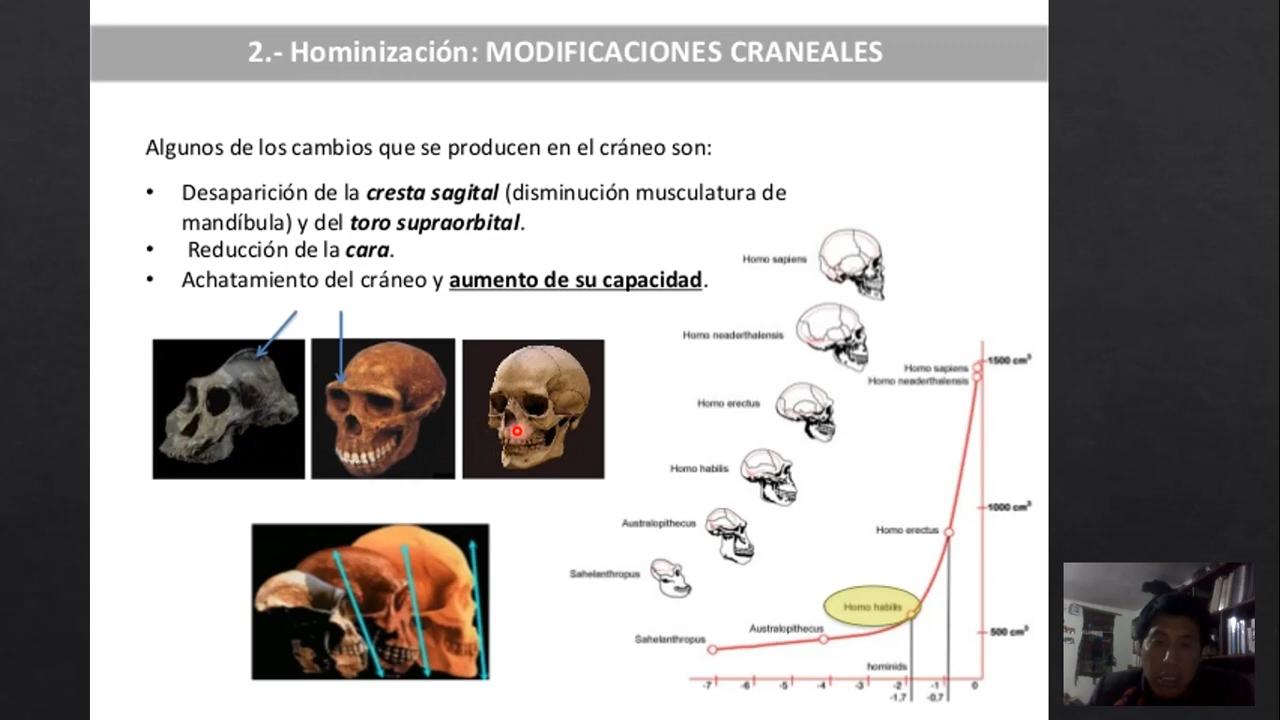 2.- Hominización: MODIFICACIONES CRANEALES
Algunos de los cambios que se producen en el cráneo son:
• Desaparición de la cresta sagital (disminución musculatura de
mandíbula) y del toro supraorbital.
• Reducción de la cara.
• Achatamiento del cráneo y aumento de su capacidad.
Homo sapiens
Homo neaderthalensis
Homo erectus
Homo habilis
Australopithecus
Sahelanthropus
1500 cm³
Homo sapiens
Homo neaderthalensis
1000 cm³
Homo erectus
Homo habilis
500 cm³
Australopithecus
Sahelanthropus
hominids
-7 -6 -5 -4 -3 -2 -1 0
-1,7 -0,7